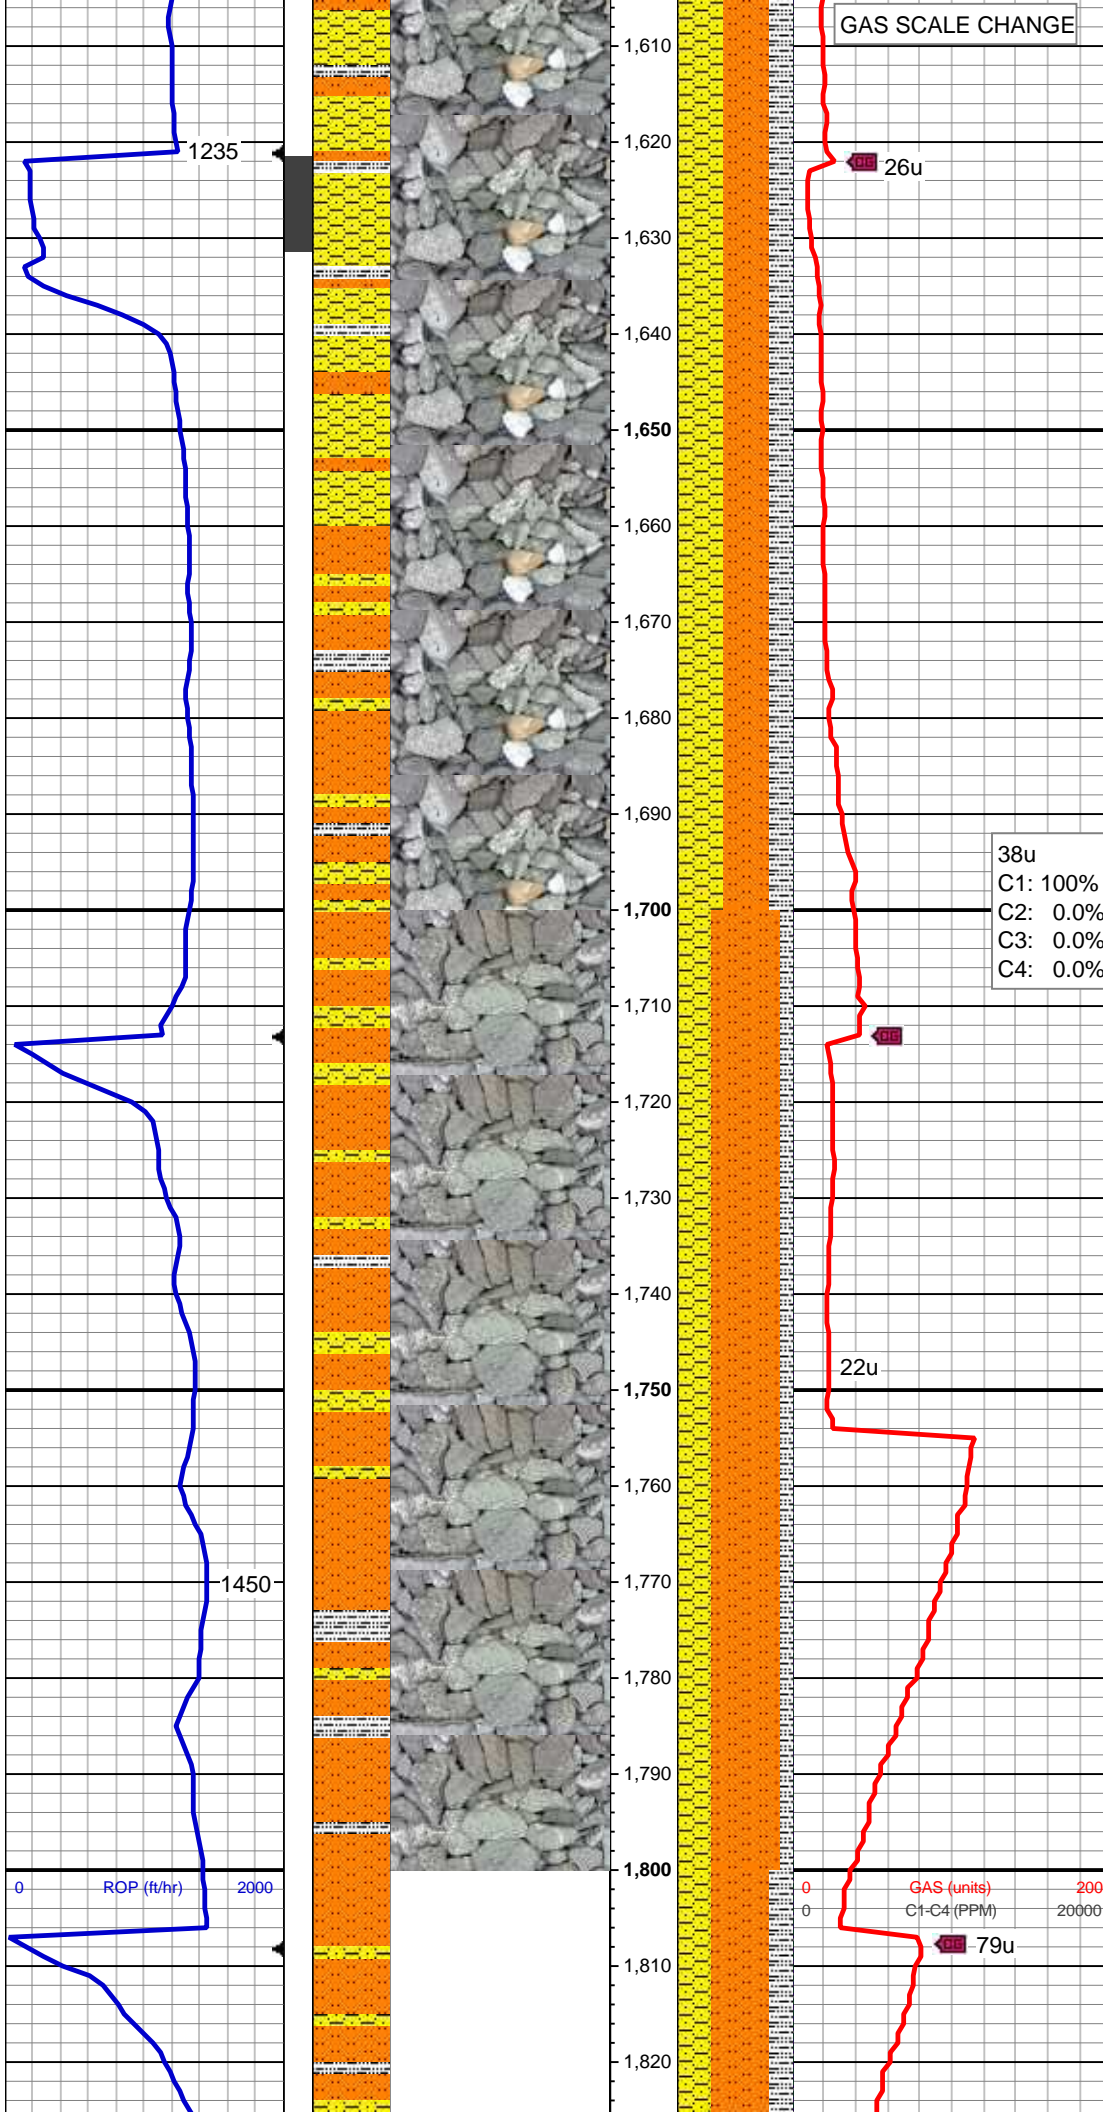 GAS SCALE CHANGE
1,610
1,620
1235
CG
26u
1,630
1,640
1,650
1,660
1,670
1,680
1,690
38u
C1: 100%
C2: 0.0%
C3: 0.0%
C4: 0.0%
1,700
1,710
CG
1,720
1,730
1,740
22u
1,750
1,760
1,770
1450
1,780
1,790
1,800
0 ROP (ft/hr) 2000
0 GAS (units) 200
0 C1-C4 (PPM) 20000
CG
79u
1,810
1,820